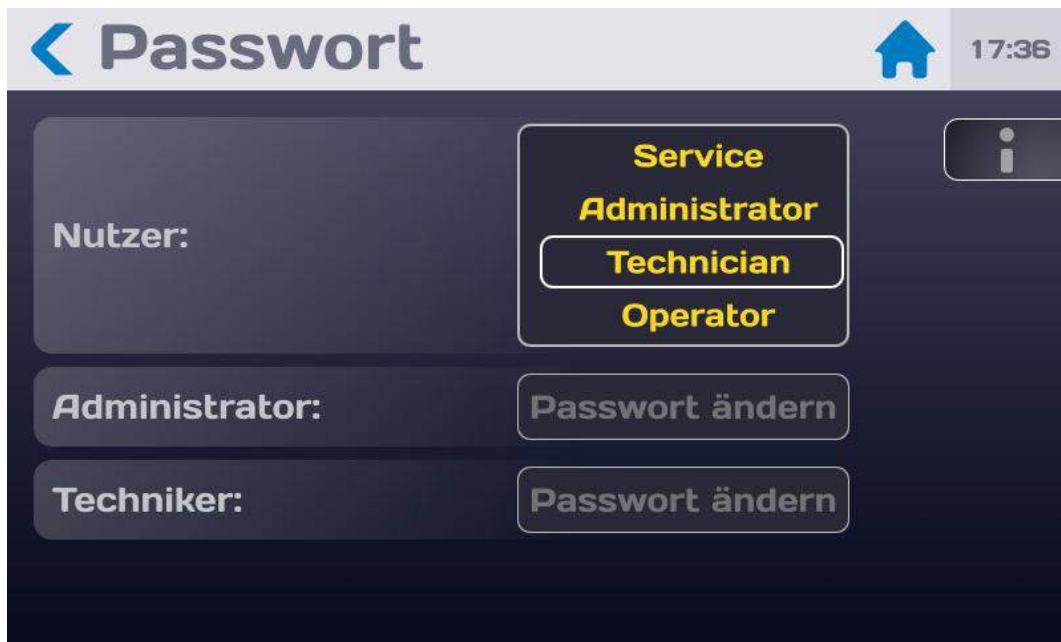 Passwort
17:36
Nutzer:
Service
Administrator
Technician
Operator
Administrator:
Passwort ändern
Techniker:
Passwort ändern